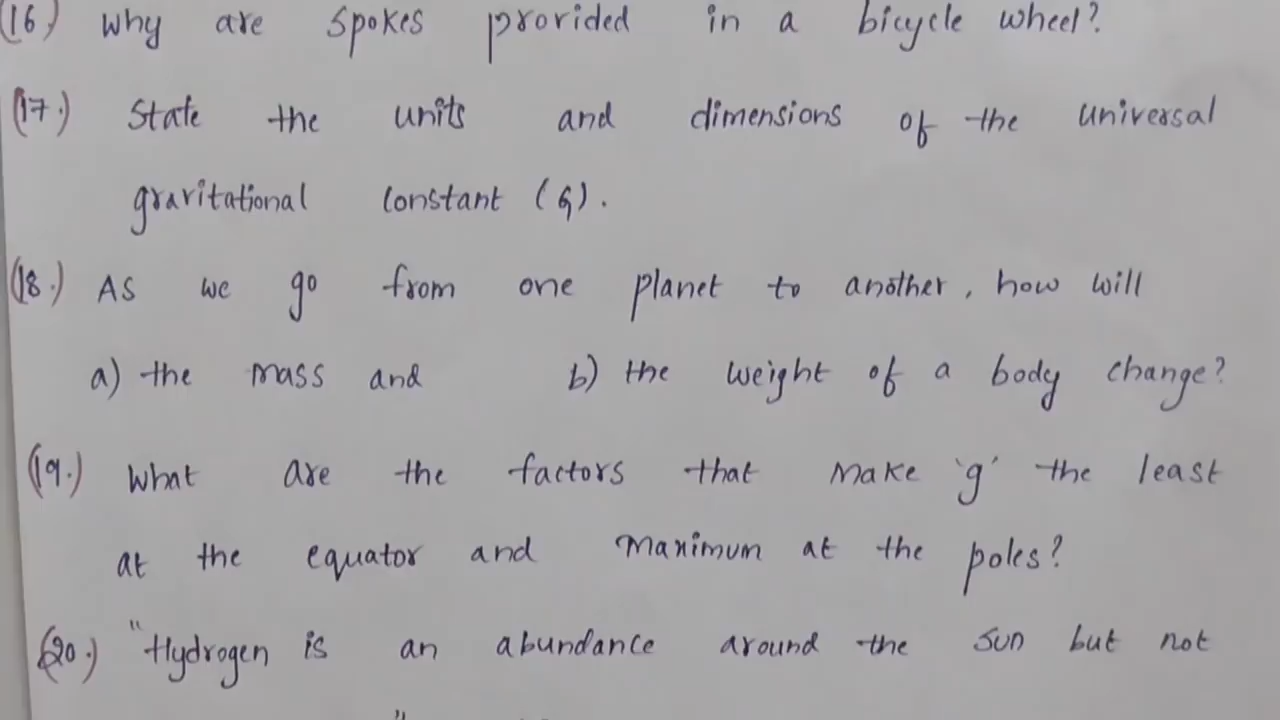 (16.) Why are spokes provided in a bicycle wheel?
(17.) State the units and dimensions of the universal
gravitational constant (G).
(18.) As we go from one planet to another, how will
a) the mass and b) the weight of a body change?
(19.) What are the factors that make 'g' the least
at the equator and maximum at the poles?
(20.) "Hydrogen is an abundance around the sun but not
"